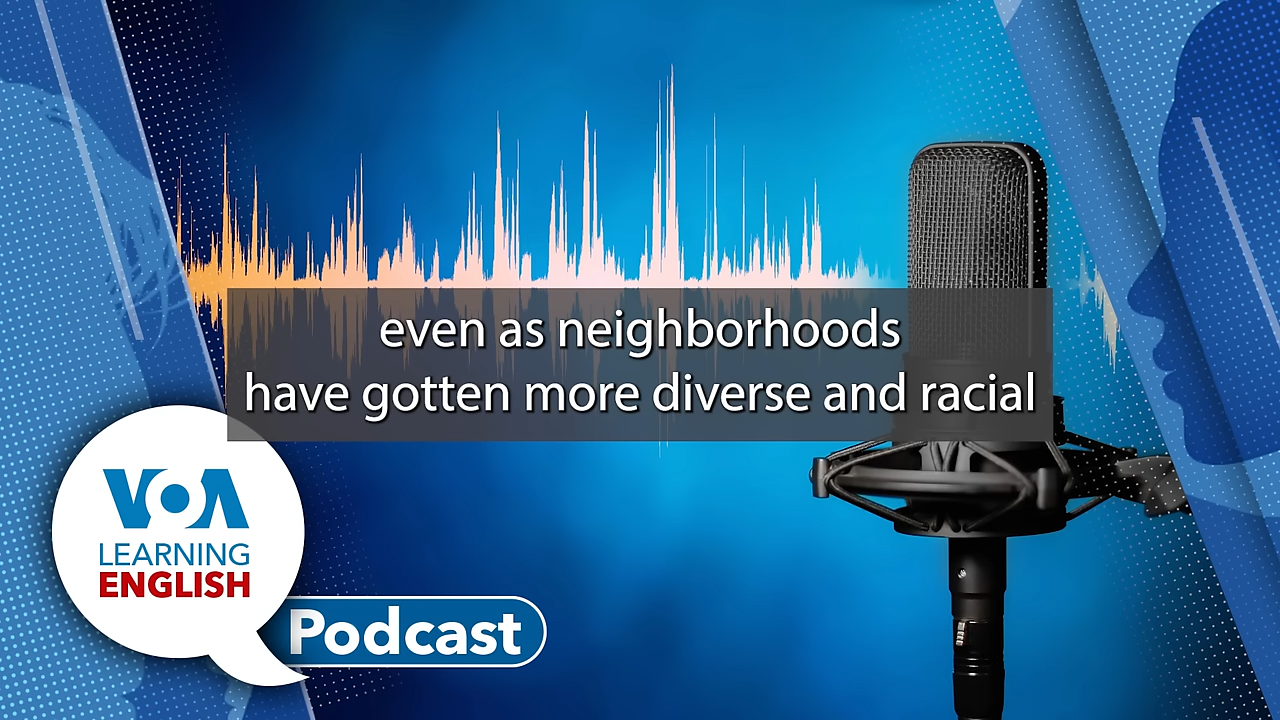 even as neighborhoods
have gotten more diverse and racial
VOA
LEARNING
ENGLISH
Podcast